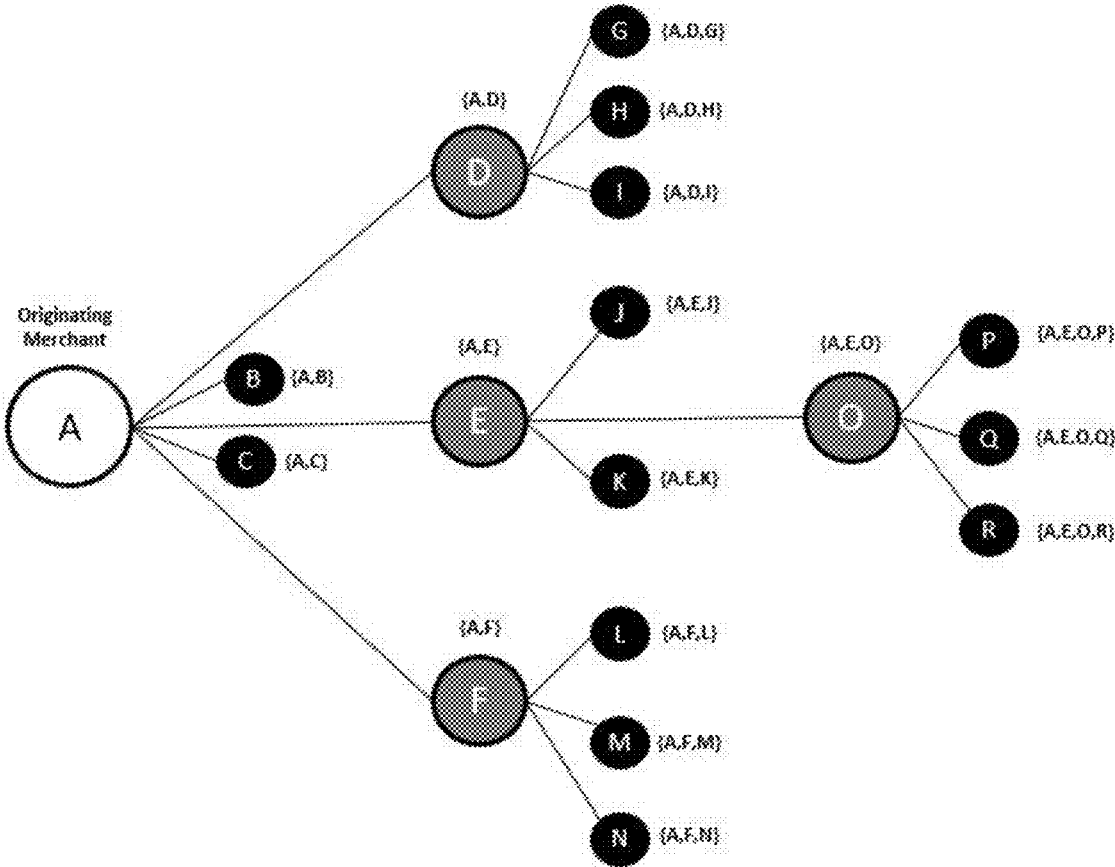 G {A,D,G}
{A,D}
H {A,D,H}
D
I {A,D,I}
Originating
Merchant
J {A,E,J}
{A,E}
{A,E,O}
P {A,E,O,P}
B {A,B}
A
E
O
Q {A,E,O,Q}
C {A,C}
K {A,E,K}
R {A,E,O,R}
{A,F}
L {A,F,L}
F
M {A,F,M}
N {A,F,N}